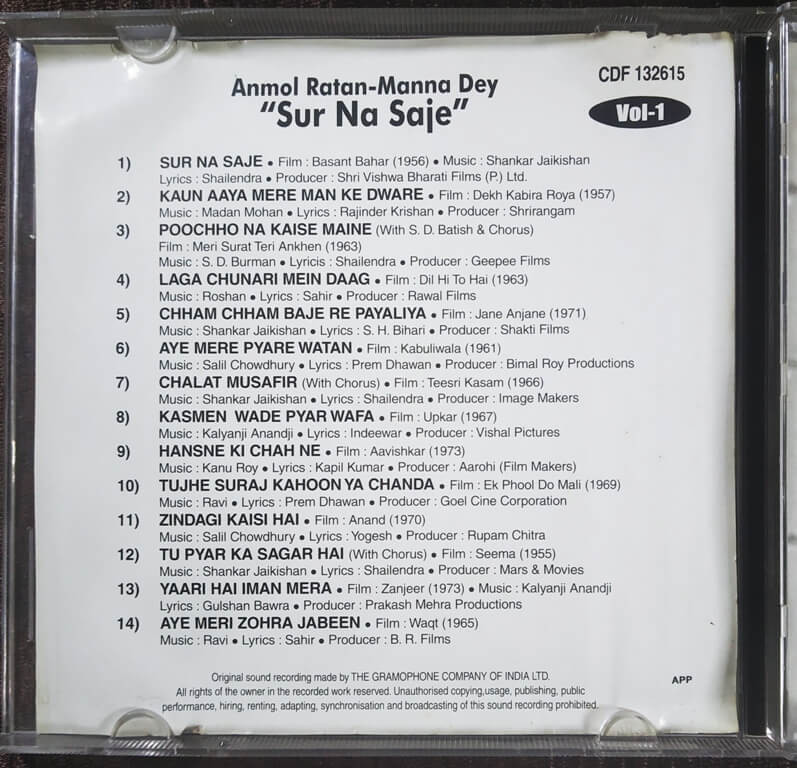 Anmol Ratan-Manna Dey
"Sur Na Saje"
CDF 132615
Vol-1
1) SUR NA SAJE • Film : Basant Bahar (1956) • Music : Shankar Jaikishan
Lyrics : Shailendra • Producer : Shri Vishwa Bharati Films (P.) Ltd.
2) KAUN AAYA MERE MAN KE DWARE • Film : Dekh Kabira Roya (1957)
Music : Madan Mohan • Lyrics : Rajinder Krishan • Producer : Shrirangam
3) POOCHHO NA KAISE MAINE (With S. D. Batish & Chorus)
Film : Meri Surat Teri Ankhen (1963)
Music : S. D. Burman • Lyricis : Shailendra • Producer : Geepee Films
4) LAGA CHUNARI MEIN DAAG • Film : Dil Hi To Hai (1963)
Music : Roshan • Lyrics : Sahir • Producer : Rawal Films
5) CHHAM CHHAM BAJE RE PAYALIYA • Film : Jane Anjane (1971)
Music : Shankar Jaikishan • Lyrics : S. H. Bihari • Producer : Shakti Films
6) AYE MERE PYARE WATAN • Film : Kabuliwala (1961)
Music : Salil Chowdhury • Lyrics : Prem Dhawan • Producer : Bimal Roy Productions
7) CHALAT MUSAFIR (With Chorus) • Film : Teesri Kasam (1966)
Music : Shankar Jaikishan • Lyrics : Shailendra • Producer : Image Makers
8) KASMEN WADE PYAR WAFA • Film : Upkar (1967)
Music : Kalyanji Anandji • Lyrics : Indeewar • Producer : Vishal Pictures
9) HANSNE KI CHAH NE • Film : Aavishkar (1973)
Music : Kanu Roy • Lyrics : Kapil Kumar • Producer : Aarohi (Film Makers)
10) TUJHE SURAJ KAHOON YA CHANDA • Film : Ek Phool Do Mali (1969)
Music : Ravi • Lyrics : Prem Dhawan • Producer : Goel Cine Corporation
11) ZINDAGI KAISI HAI • Film : Anand (1970)
Music : Salil Chowdhury • Lyrics : Yogesh • Producer : Rupam Chitra
12) TU PYAR KA SAGAR HAI (With Chorus) • Film : Seema (1955)
Music : Shankar Jaikishan • Lyrics : Shailendra • Producer : Mars & Movies
13) YAARI HAI IMAN MERA • Film : Zanjeer (1973) • Music : Kalyanji Anandji
Lyrics : Gulshan Bawra • Producer : Prakash Mehra Productions
14) AYE MERI ZOHRA JABEEN • Film : Waqt (1965)
Music : Ravi • Lyrics : Sahir • Producer : B. R. Films
Original sound recording made by THE GRAMOPHONE COMPANY OF INDIA LTD.
All rights of the owner in the recorded work reserved. Unauthorised copying,usage, publishing, public
performance, hiring, renting, adapting, synchronisation and broadcasting of this sound recording prohibited.
APP